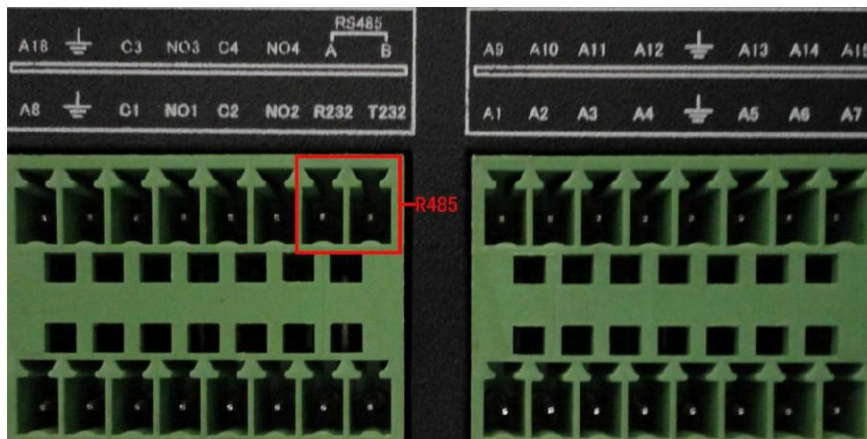 RS485
A18 C3 NO3 C4 NO4 A B
A8 C1 NO1 C2 NO2 R232 T232
A9 A10 A11 A12 A13 A14 A15
A1 A2 A3 A4 A5 A6 A7
R485